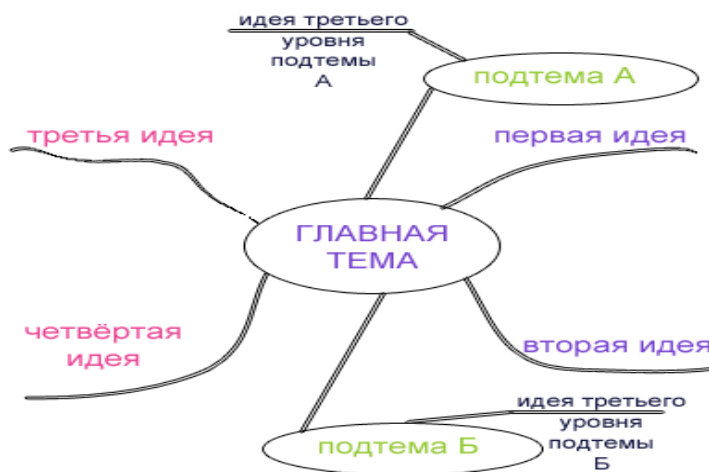 идея третьего
уровня
подтемы
А
подтема А
третья идея
первая идея
ГЛАВНАЯ
ТЕМА
четвёртая
идея
вторая идея
идея третьего
уровня
подтемы
Б
подтема Б